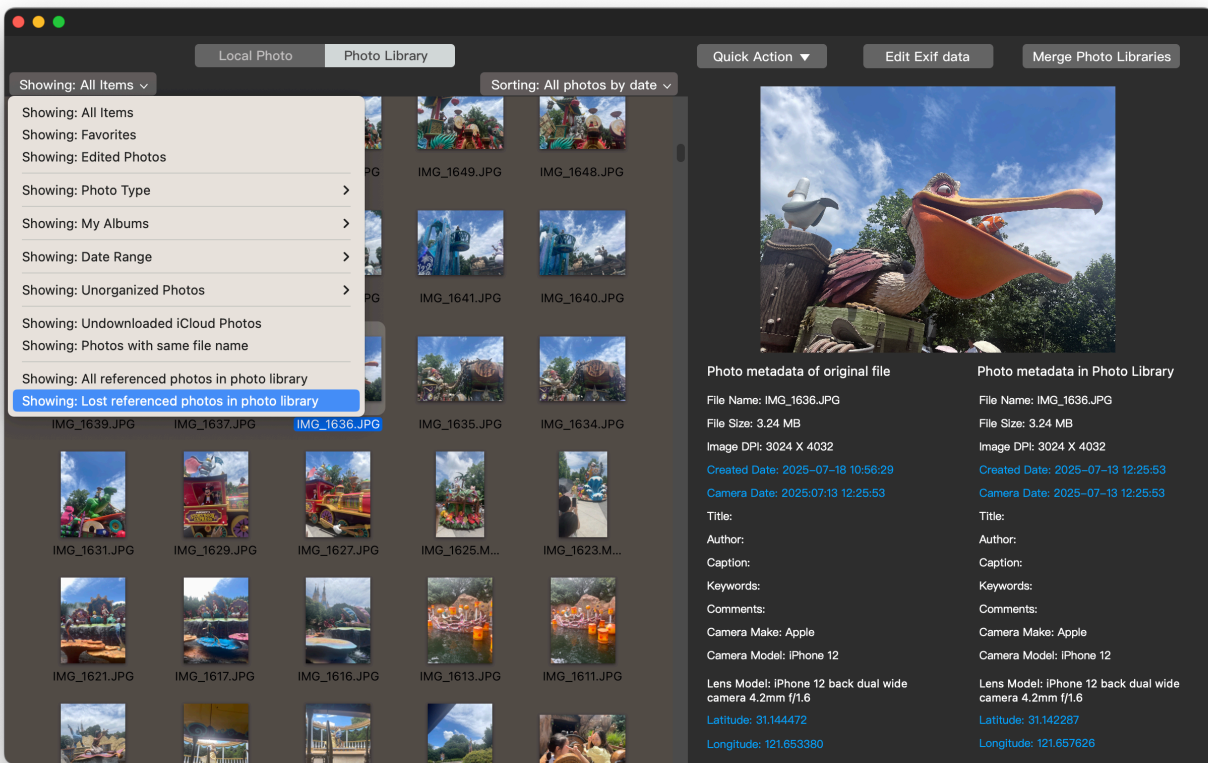 Local Photo
Photo Library
Quick Action ▼
Edit Exif data
Merge Photo Libraries
Showing: All Items
Sorting: All photos by date
Showing: All Items
Showing: Favorites
Showing: Edited Photos
Showing: Photo Type
Showing: My Albums
Showing: Date Range
Showing: Unorganized Photos
Showing: Undownloaded iCloud Photos
Showing: Photos with same file name
Showing: All referenced photos in photo library
Showing: Lost referenced photos in photo library
PG
IMG_1649.JPG
IMG_1648.JPG
PG
IMG_1641.JPG
IMG_1640.JPG
IMG_1639.JPG
IMG_1637.JPG
IMG_1636.JPG
IMG_1635.JPG
IMG_1634.JPG
IMG_1631.JPG
IMG_1629.JPG
IMG_1627.JPG
IMG_1625.M...
IMG_1623.M...
IMG_1621.JPG
IMG_1617.JPG
IMG_1616.JPG
IMG_1613.JPG
IMG_1611.JPG
Photo metadata of original file
File Name: IMG_1636.JPG
File Size: 3.24 MB
Image DPI: 3024 X 4032
Created Date: 2025-07-18 10:56:29
Camera Date: 2025:07:13 12:25:53
Title:
Author:
Caption:
Keywords:
Comments:
Camera Make: Apple
Camera Model: iPhone 12
Lens Model: iPhone 12 back dual wide
camera 4.2mm f/1.6
Latitude: 31.144472
Longitude: 121.653380
Photo metadata in Photo Library
File Name: IMG_1636.JPG
File Size: 3.24 MB
Image DPI: 3024 X 4032
Created Date: 2025-07-13 12:25:53
Camera Date: 2025-07-13 12:25:53
Title:
Author:
Caption:
Keywords:
Comments:
Camera Make: Apple
Camera Model: iPhone 12
Lens Model: iPhone 12 back dual wide
camera 4.2mm f/1.6
Latitude: 31.142287
Longitude: 121.657626